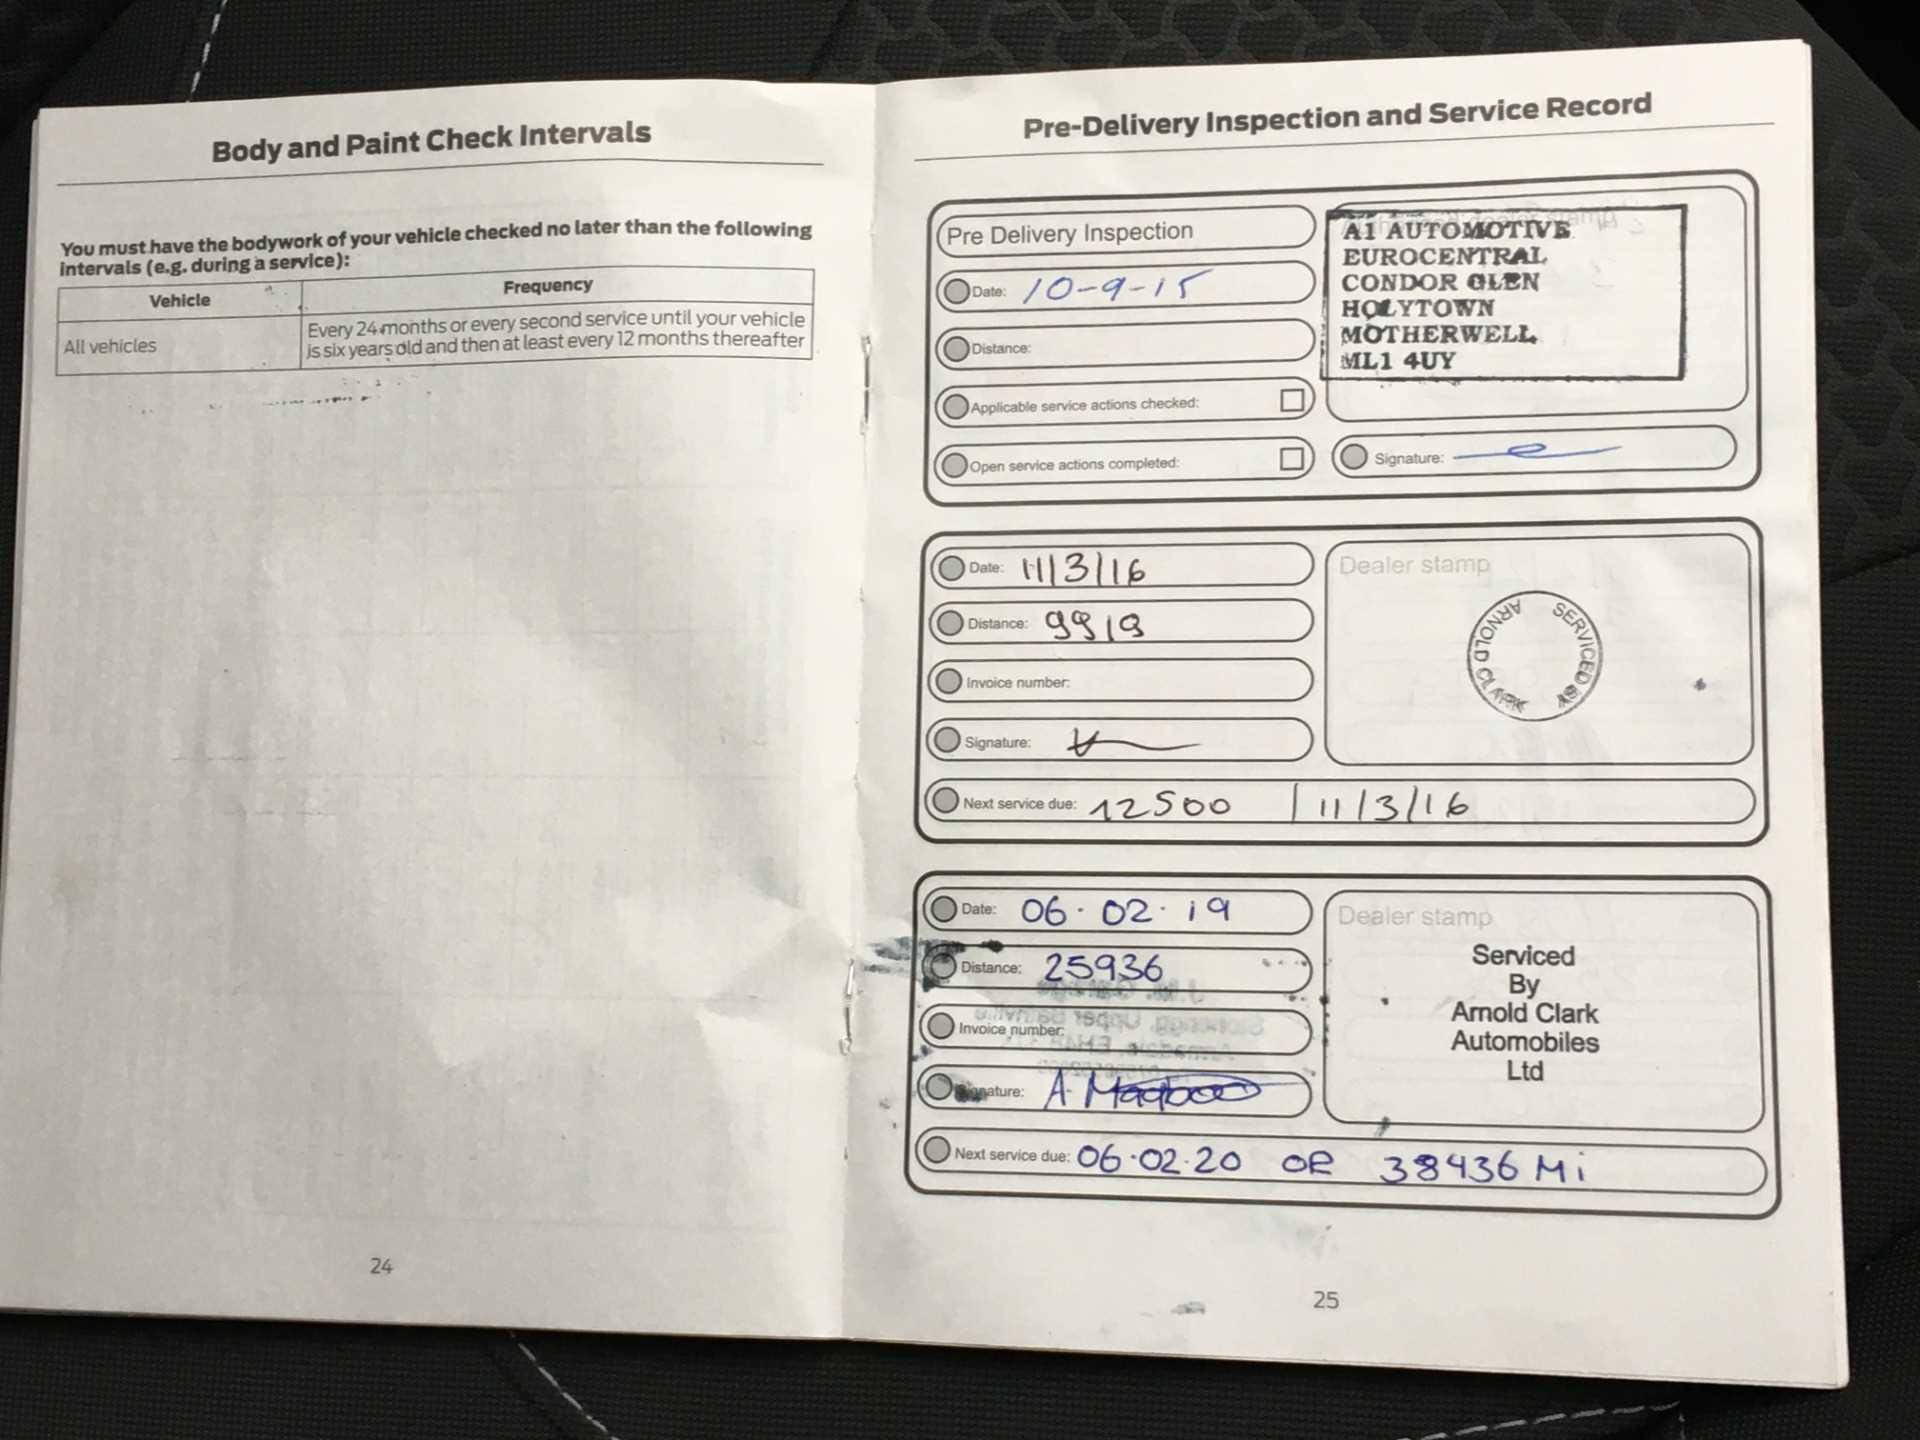 Body and Paint Check Intervals
You must have the bodywork of your vehicle checked no later than the following
intervals (e.g. during a service):
Vehicle
Frequency
All vehicles
Every 24 months or every second service until your vehicle
is six years old and then at least every 12 months thereafter
24
Pre-Delivery Inspection and Service Record
Pre Delivery Inspection
Date: 10-9-15
Distance:
Applicable service actions checked:
Open service actions completed:
dealer stamp
A1 AUTOMOTIVE
EUROCENTRAL
CONDOR GLEN
HOLYTOWN
MOTHERWELL
ML1 4UY
Signature:
Date: 11/3/16
Distance: 9919
Invoice number:
Signature:
Dealer stamp
ARNOLD CLARK
SERVICED
Next service due: 12500 | 11/3/16
Date: 06.02.19
Distance: 25936
Invoice number:
Signature: A.
Dealer stamp
Serviced
By
Arnold Clark
Automobiles
Ltd
Next service due: 06.02.20 OR 38436 Mi
25